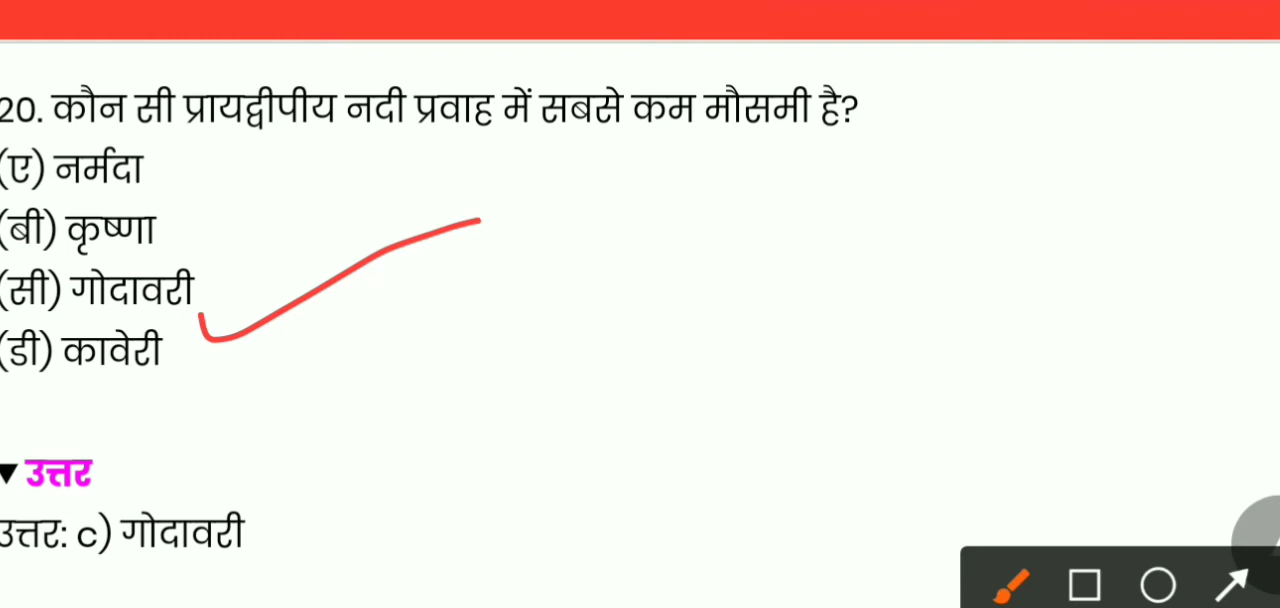 20. कौन सी प्रायद्वीपीय नदी प्रवाह में सबसे कम मौसमी है?
(ए) नर्मदा
(बी) कृष्णा
(सी) गोदावरी
(डी) कावेरी
उत्तर
उत्तर: c) गोदावरी